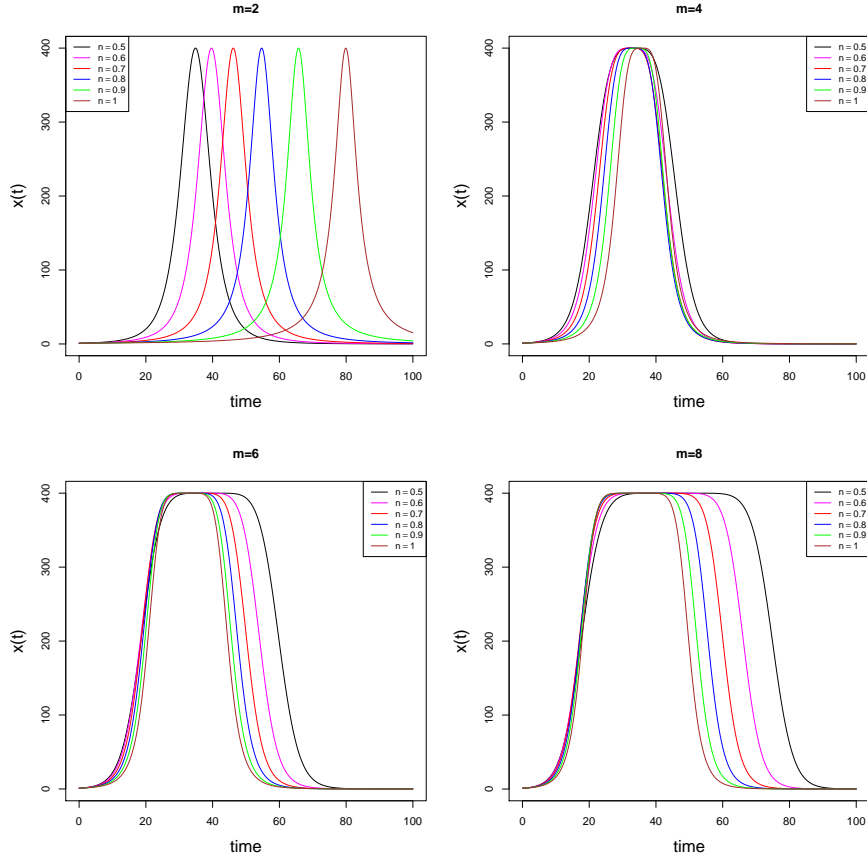 m=2
n = 0.5
n = 0.6
n = 0.7
n = 0.8
n = 0.9
n = 1
x(t)
0 100 200 300 400
0 20 40 60 80 100
time
m=4
n = 0.5
n = 0.6
n = 0.7
n = 0.8
n = 0.9
n = 1
x(t)
0 100 200 300 400
0 20 40 60 80 100
time
m=6
n = 0.5
n = 0.6
n = 0.7
n = 0.8
n = 0.9
n = 1
x(t)
0 100 200 300 400
0 20 40 60 80 100
time
m=8
n = 0.5
n = 0.6
n = 0.7
n = 0.8
n = 0.9
n = 1
x(t)
0 100 200 300 400
0 20 40 60 80 100
time